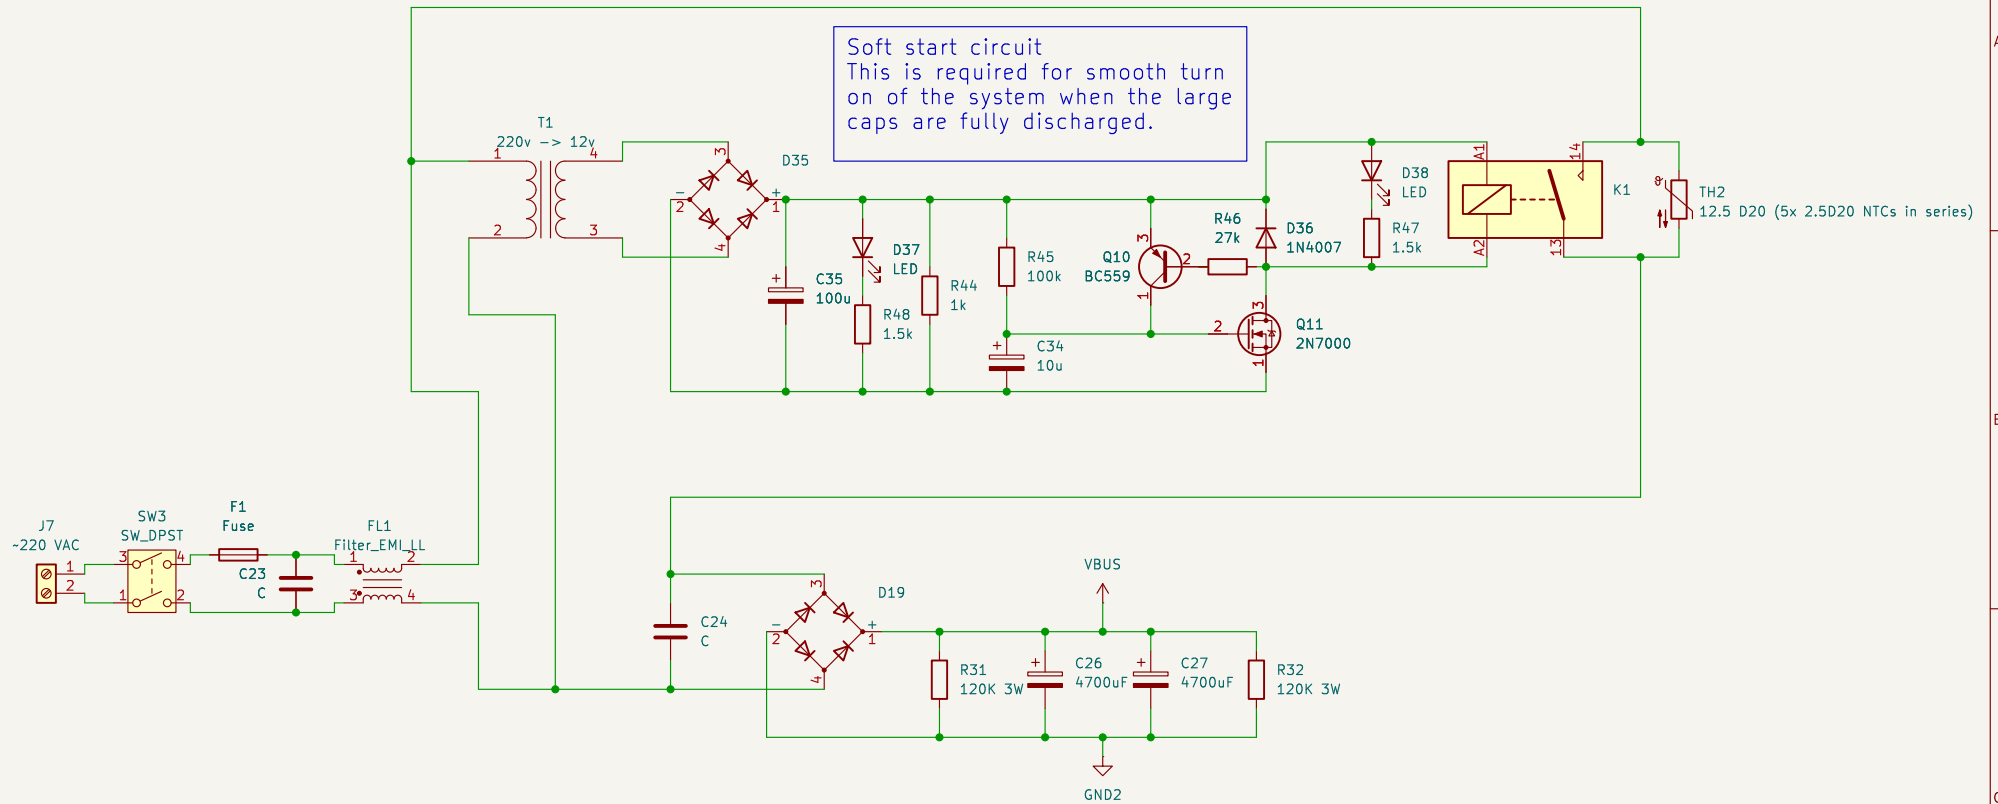 Soft start circuit
This is required for smooth turn
on of the system when the large
caps are fully discharged.
T1
220v -> 12v
1
4
2
3
D35
3
−
2
+
1
4
+
C35
100u
D37
LED
R48
1.5k
R44
1k
R45
100k
+
C34
10u
Q10
BC559
3
2
1
R46
27k
D36
1N4007
3
2
1
Q11
2N7000
D38
LED
R47
1.5k
A1
14
A2
13
K1
TH2
12.5 D20 (5x 2.5D20 NTCs in series)
J7
~220 VAC
1
2
SW3
SW_DPST
3
4
1
2
F1
Fuse
C23
C
FL1
Filter_EMI_LL
1
2
3
4
C24
C
D19
3
−
2
+
1
4
VBUS
R31
120K 3W
+
C26
4700uF
+
C27
4700uF
R32
120K 3W
GND2